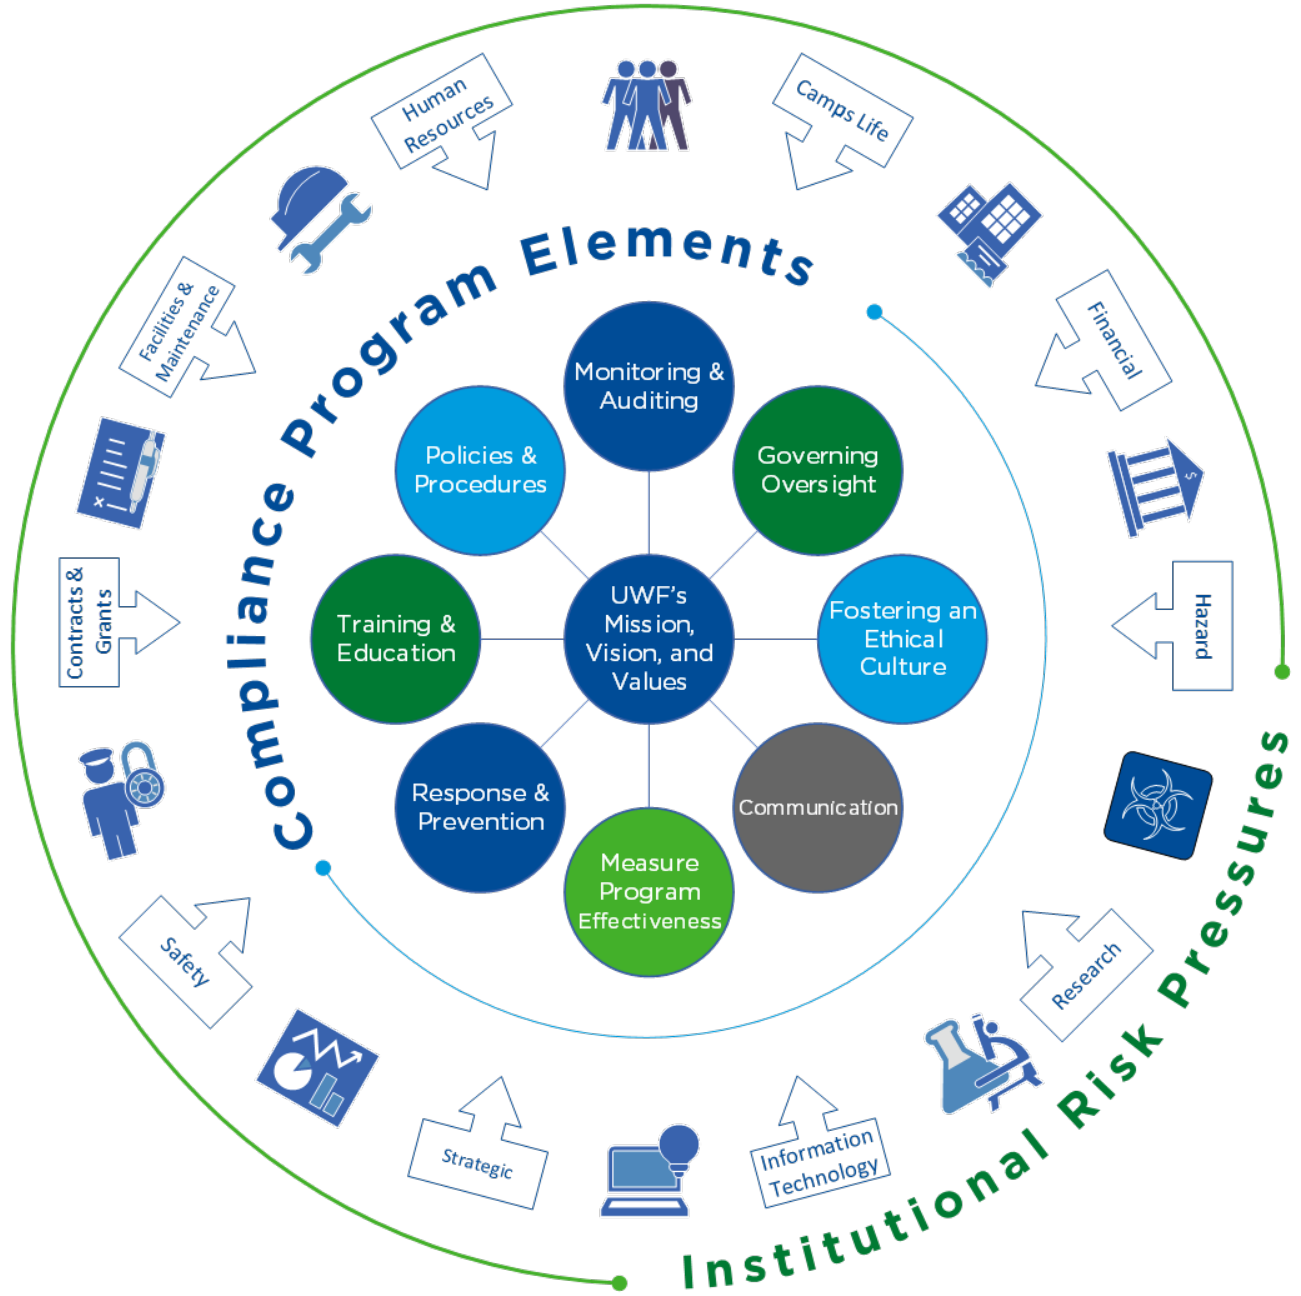 Human
Resources
Camps Life
Facilities &
Maintenance
Financial
Contracts &
Grants
Hazard
Safety
Research
Strategic
Information
Technology
Compliance Program Elements
Monitoring &
Auditing
Policies &
Procedures
Governing
Oversight
Training &
Education
UWF's
Mission,
Vision, and
Values
Fostering an
Ethical
Culture
Response &
Prevention
Communication
Measure
Program
Effectiveness
Institutional Risk Pressures
$
x